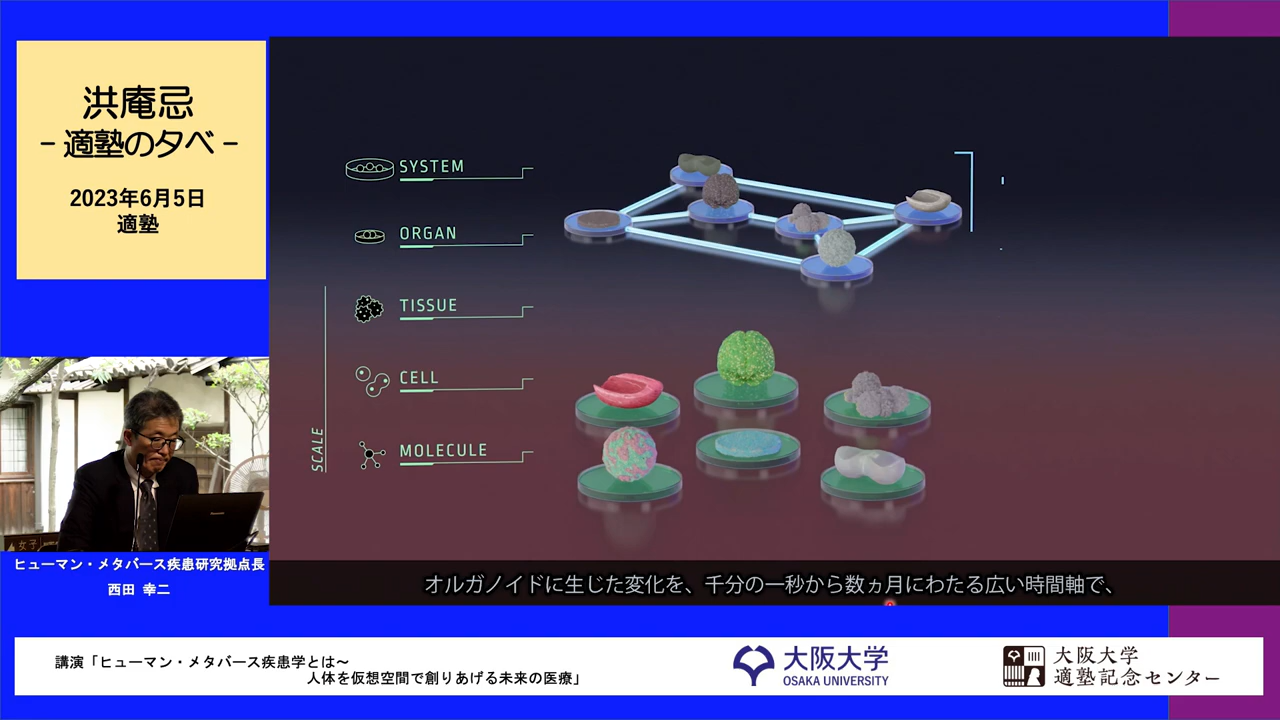 洪庵忌
- 適塾の夕べ -
2023年6月5日
適塾
SYSTEM
ORGAN
TISSUE
CELL
MOLECULE
SCALE
オルガノイドに生じた変化を、千分の一秒から数ヵ月にわたる広い時間軸で、
女子
ヒューマン・メタバース疾患研究拠点長
西田 幸二
講演「ヒューマン・メタバース疾患学とは～
人体を仮想空間で創りあげる未来の医療」
大阪大学
OSAKA UNIVERSITY
大阪大学
適塾記念センター